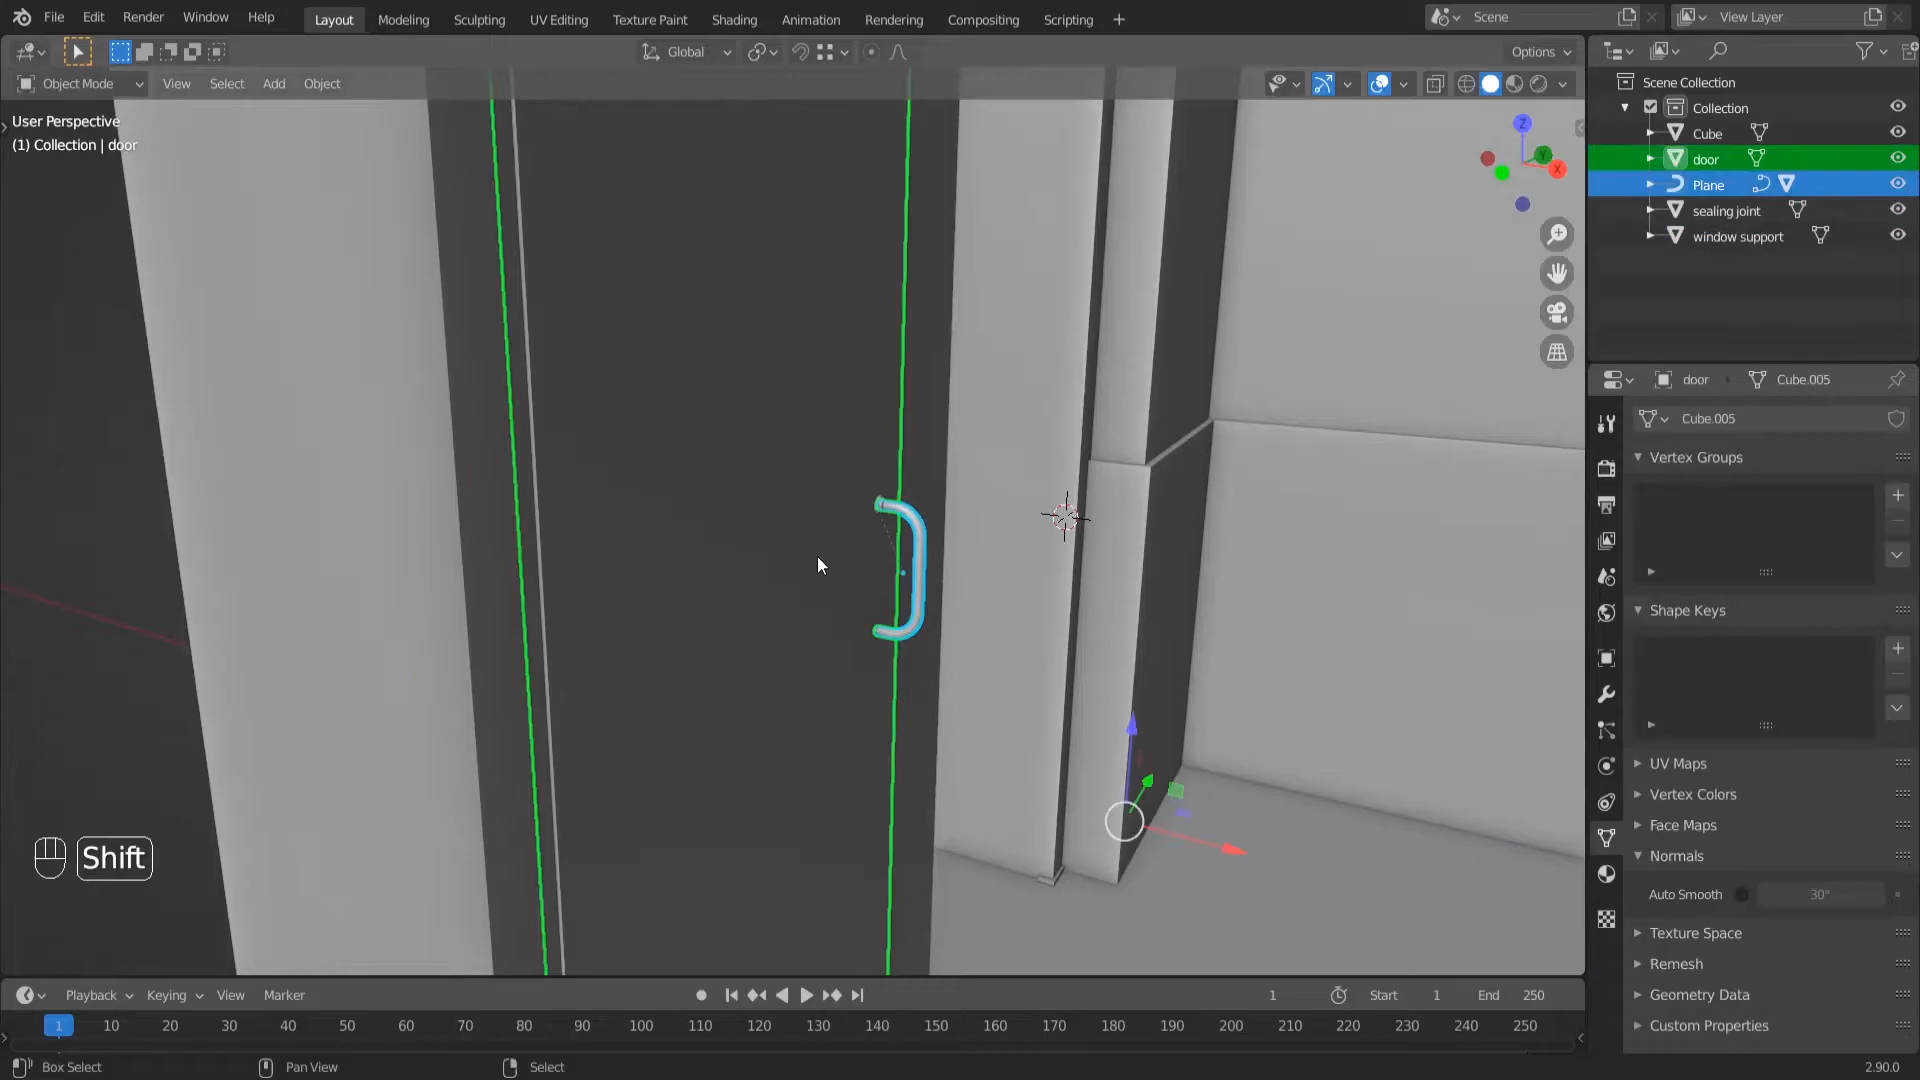 File Edit Render Window Help Layout Modeling Sculpting UV Editing Texture Paint Shading Animation Rendering Compositing Scripting + Scene View Layer
Global Options
Object Mode View Select Add Object
User Perspective
(1) Collection | door
Z
Y
X
Scene Collection
Collection
Cube
door
Plane
sealing joint
window support
door Cube.005
Cube.005
Vertex Groups
Shape Keys
UV Maps
Vertex Colors
Face Maps
Normals
Auto Smooth 30°
Texture Space
Remesh
Geometry Data
Custom Properties
Shift
Playback Keying View Marker 1 Start 1 End 250
1 10 20 30 40 50 60 70 80 90 100 110 120 130 140 150 160 170 180 190 200 210 220 230 240 250
Box Select Pan View Select 2.90.0